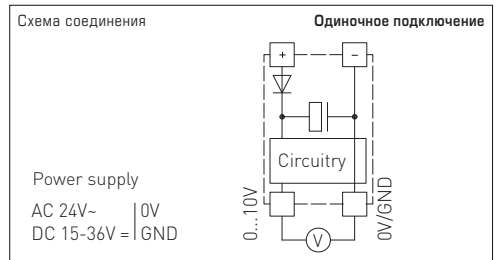 Схема соединения
Одиночное подключение
+ –
Circuitry
Power supply
AC 24V~ | 0V
DC 15-36V = | GND
0...10V
0V/GND
V